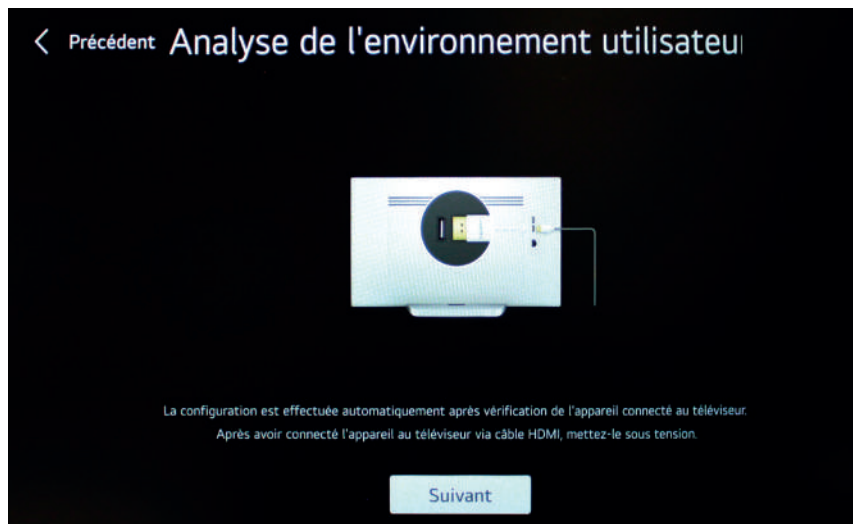 Précédent
Analyse de l'environnement utilisateu
La configuration est effectuée automatiquement après vérification de l'appareil connecté au téléviseur.
Après avoir connecté l'appareil au téléviseur via câble HDMI, mettez-le sous tension.
Suivant